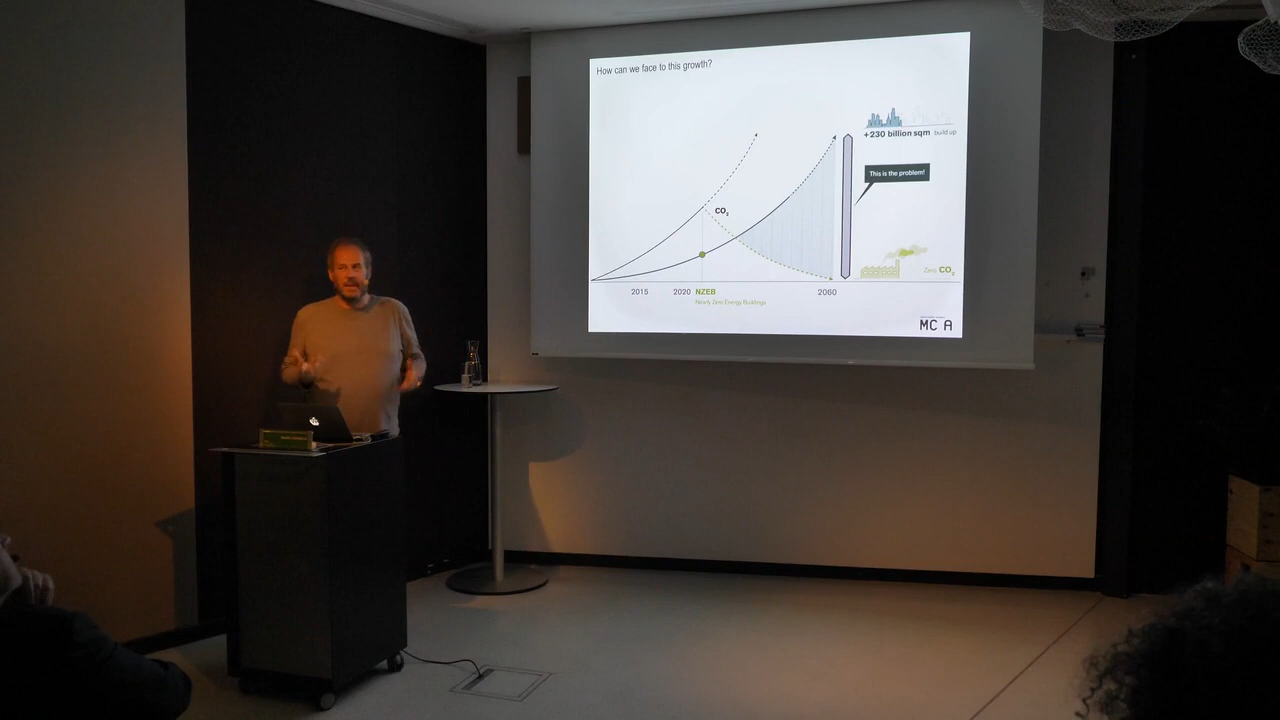 How can we face to this growth?
+230 billion sqm build up
This is the problem!
CO2
Zero CO2
2015 2020 NZEB 2060
Nearly Zero Energy Buildings
MC A